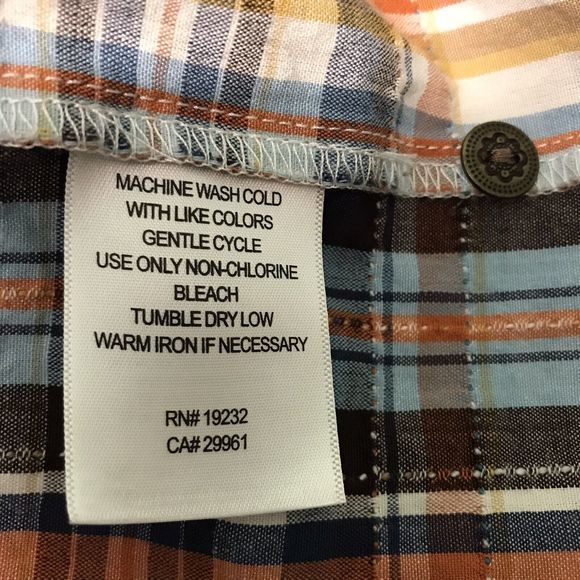 MACHINE WASH COLD
WITH LIKE COLORS
GENTLE CYCLE
USE ONLY NON-CHLORINE
BLEACH
TUMBLE DRY LOW
WARM IRON IF NECESSARY
RN# 19232
CA# 29961